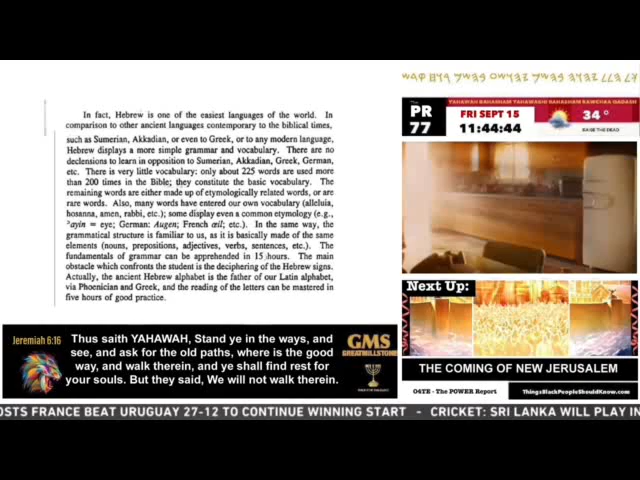 In fact, Hebrew is one of the easiest languages of the world. In
comparison to other ancient languages contemporary to the biblical times,
such as Sumerian, Akkadian, or even to Greek, or to any modern language,
Hebrew displays a more simple grammar and vocabulary. There are no
declensions to learn in opposition to Sumerian, Akkadian, Greek, German,
etc. There is very little vocabulary: only about 225 words are used more
than 200 times in the Bible; they constitute the basic vocabulary. The
remaining words are either made up of etymologically related words, or are
rare words. Also, many words have entered our own vocabulary (alleluia,
hosanna, amen, rabbi, etc.); some display even a common etymology (e.g.,
ʾayin = eye; German: Augen; French œil; etc.). In the same way, the
grammatical structure is familiar to us, as it is basically made of the same
elements (nouns, prepositions, adjectives, verbs, sentences, etc.). The
fundamentals of grammar can be apprehended in 15 hours. The main
obstacle which confronts the student is the deciphering of the Hebrew signs.
Actually, the ancient Hebrew alphabet is the father of our Latin alphabet,
via Phoenician and Greek, and the reading of the letters can be mastered in
five hours of good practice.
Jeremiah 6:16
Thus saith YAHAWAH, Stand ye in the ways, and
see, and ask for the old paths, where is the good
way, and walk therein, and ye shall find rest for
your souls. But they said, We will not walk therein.
GMS
GREATMILLSTONE
YAHAWAH BAHASHAM YAHAWASHI BAHASHAM RAWCHAA QADASH
The
PR
77
FRI SEPT 15
11:44:44
34°
RAISE THE DEAD
Next Up:
THE COMING OF NEW JERUSALEM
04TE - The POWER Report
ThingsBlackPeopleShouldKnow.com
OSTS FRANCE BEAT URUGUAY 27-12 TO CONTINUE WINNING START - CRICKET: SRI LANKA WILL PLAY IN